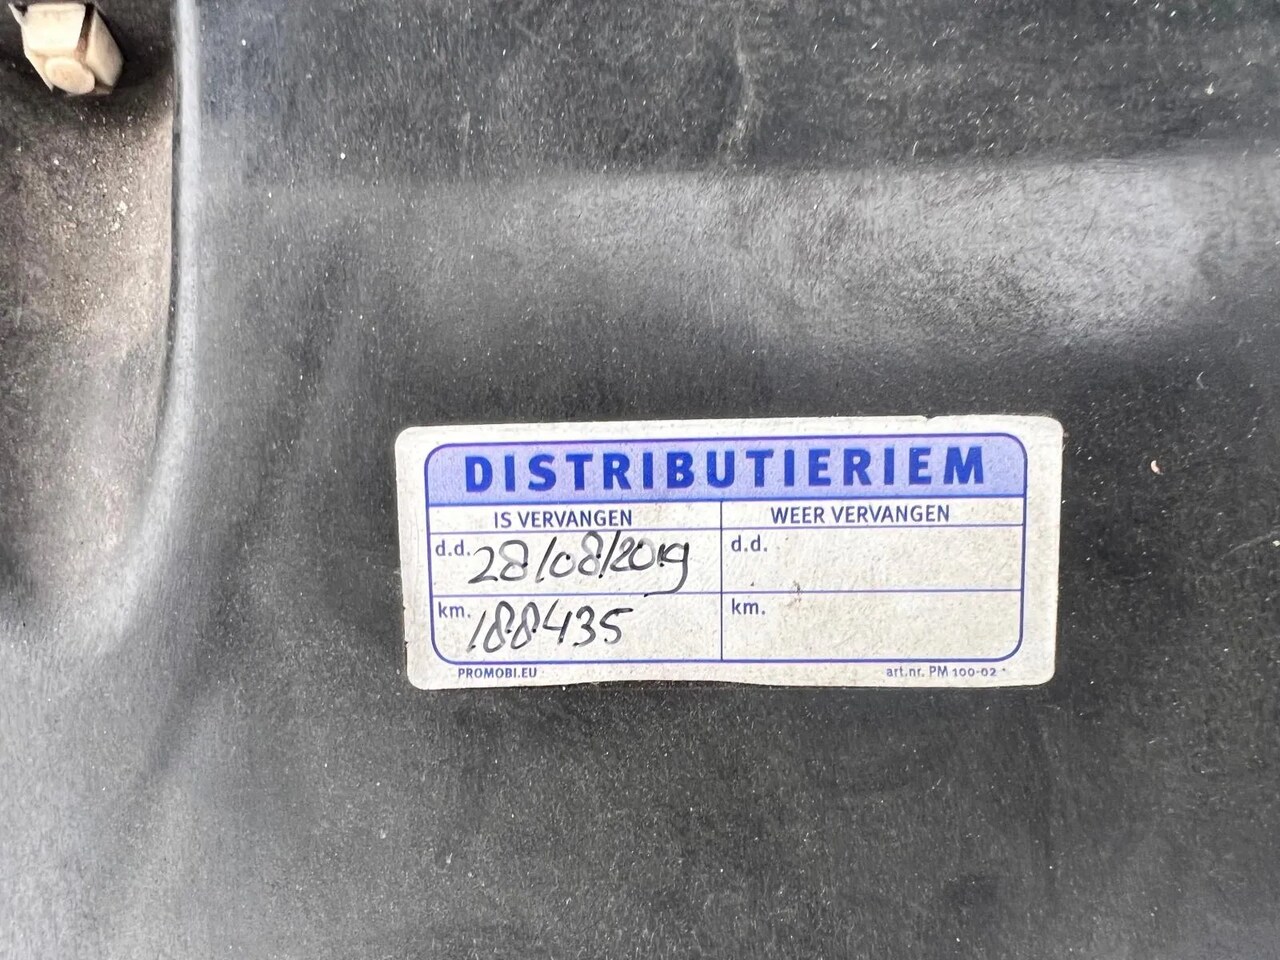 DISTRIBUTIERIEM
IS VERVANGEN WEER VERVANGEN
d.d. 28/08/2019 d.d.
km. 188435 km.
PROMOBI.EU art.nr. PM 100-02